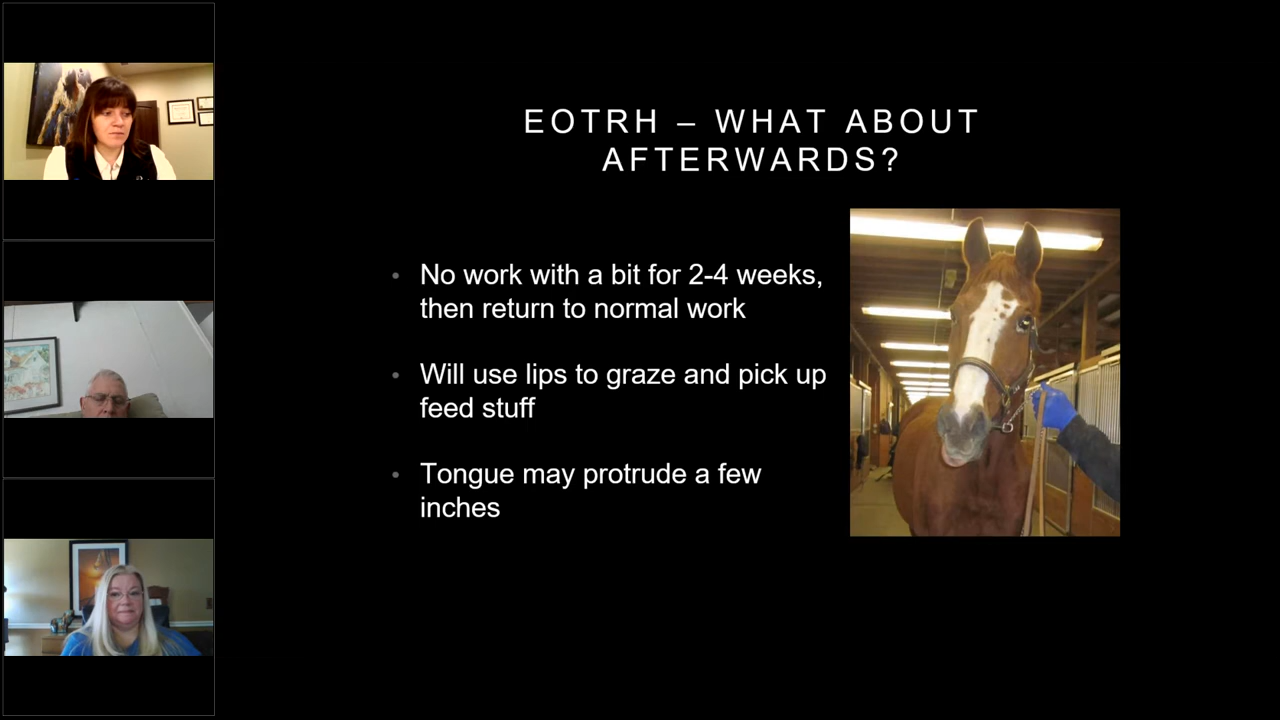 EOTRH – WHAT ABOUT
AFTERWARDS?
• No work with a bit for 2-4 weeks,
then return to normal work
• Will use lips to graze and pick up
feed stuff
• Tongue may protrude a few
inches